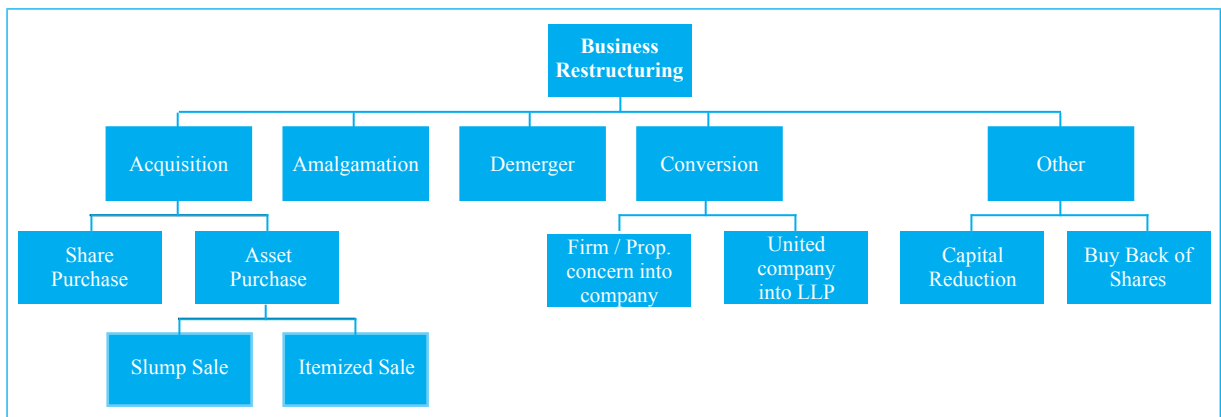 Business
Restructuring
Acquisition
Amalgamation
Demerger
Conversion
Other
Share
Purchase
Asset
Purchase
Firm / Prop.
concern into
company
United
company
into LLP
Capital
Reduction
Buy Back of
Shares
Slump Sale
Itemized Sale